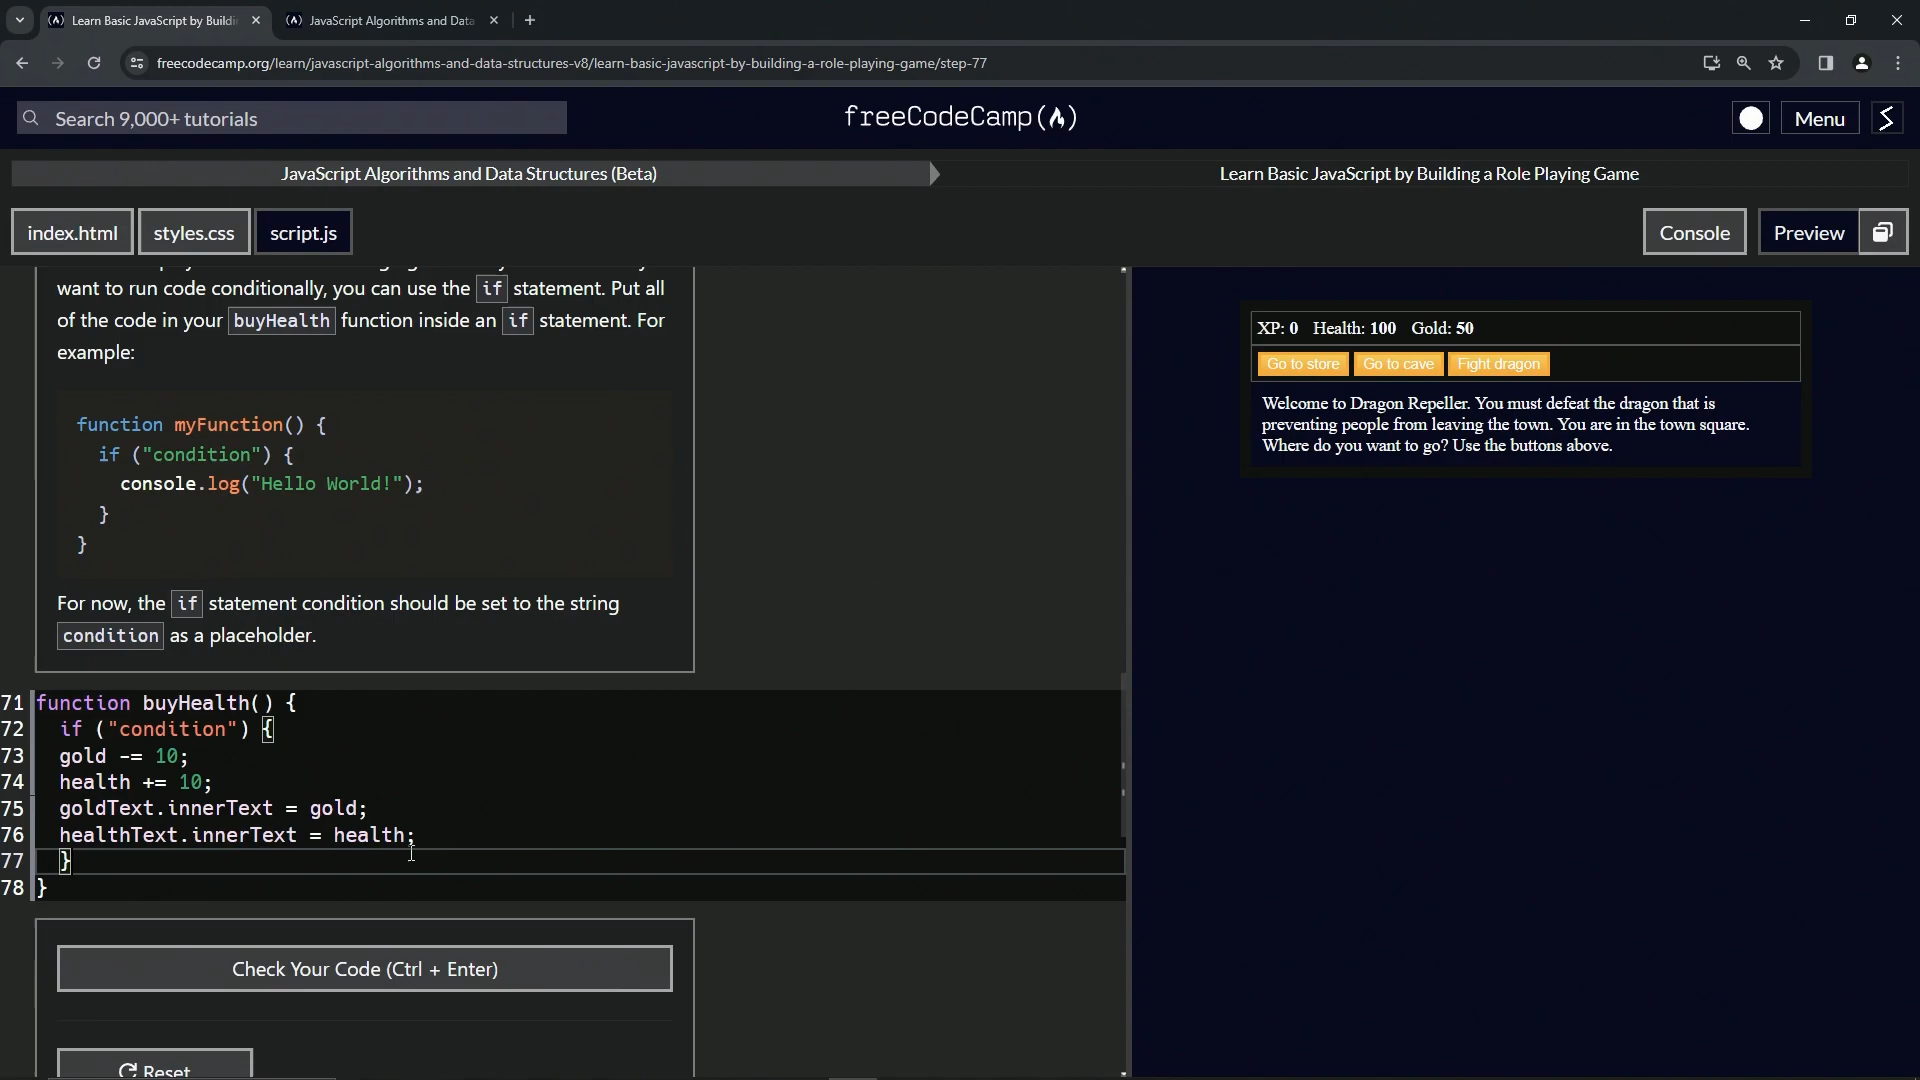 Learn Basic JavaScript by Buildi
JavaScript Algorithms and Data
freecodecamp.org/learn/javascript-algorithms-and-data-structures-v8/learn-basic-javascript-by-building-a-role-playing-game/step-77
Search 9,000+ tutorials
freeCodeCamp(
)
Menu
JavaScript Algorithms and Data Structures (Beta)
Learn Basic JavaScript by Building a Role Playing Game
index.html
styles.css
script.js
Console
Preview
want to run code conditionally, you can use the if statement. Put all
of the code in your buyHealth function inside an if statement. For
example:
function myFunction() {
if ("condition") {
console.log("Hello World!");
}
}
For now, the if statement condition should be set to the string
condition as a placeholder.
71 function buyHealth() {
72 if ("condition") {
73 gold -= 10;
74 health += 10;
75 goldText.innerText = gold;
76 healthText.innerText = health;
77 }
78 }
Check Your Code (Ctrl + Enter)
Reset
XP: 0 Health: 100 Gold: 50
Go to store
Go to cave
Fight dragon
Welcome to Dragon Repeller. You must defeat the dragon that is
preventing people from leaving the town. You are in the town square.
Where do you want to go? Use the buttons above.